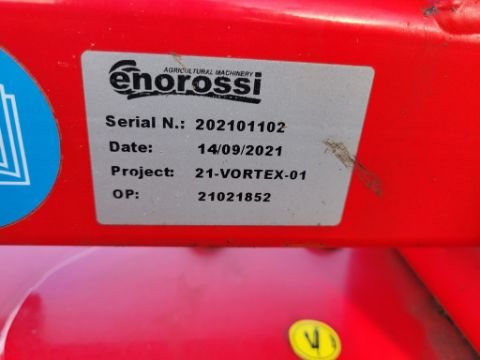 AGRICULTURAL MACHINERY
enorossi
Serial N.: 202101102
Date: 14/09/2021
Project: 21-VORTEX-01
OP: 21021852
V